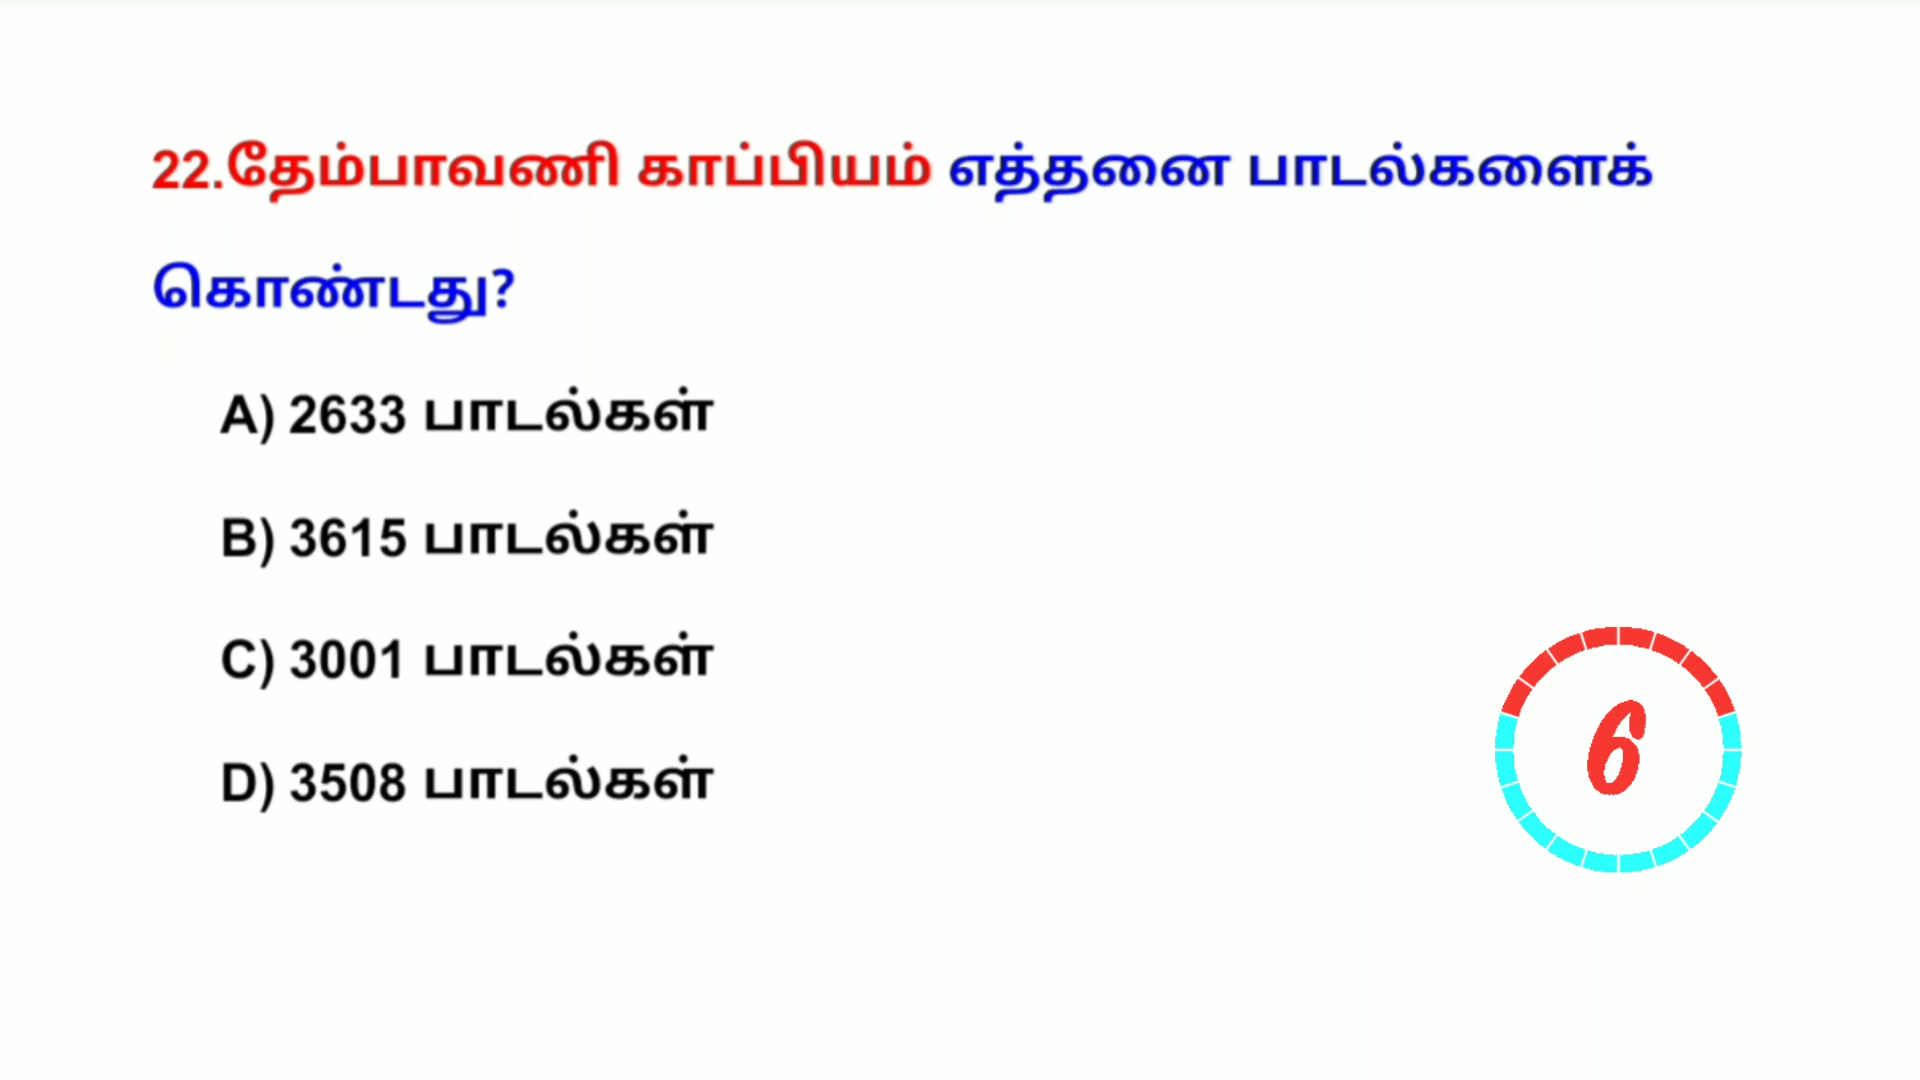 22.தேம்பாவணி காப்பியம் எத்தனை பாடல்களைக்
கொண்டது?
A) 2633 பாடல்கள்
B) 3615 பாடல்கள்
C) 3001 பாடல்கள்
D) 3508 பாடல்கள்
6